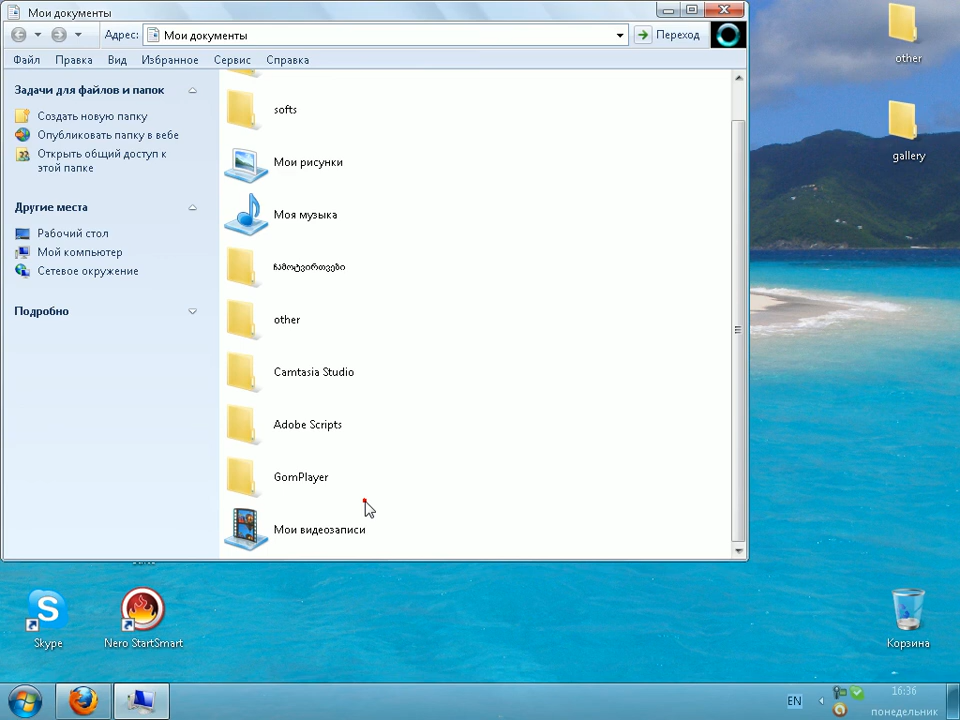 Мои документы
Адрес: Мои документы Переход
Файл Правка Вид Избранное Сервис Справка
Задачи для файлов и папок
Создать новую папку
Опубликовать папку в вебе
Открыть общий доступ к
этой папке
Другие места
Рабочий стол
Мой компьютер
Сетевое окружение
Подробно
softs
Мои рисунки
Моя музыка
ჩამოტვირთვები
other
Camtasia Studio
Adobe Scripts
GomPlayer
Мои видеозаписи
other
gallery
Skype
Nero StartSmart
Корзина
EN
16:36
понедельник